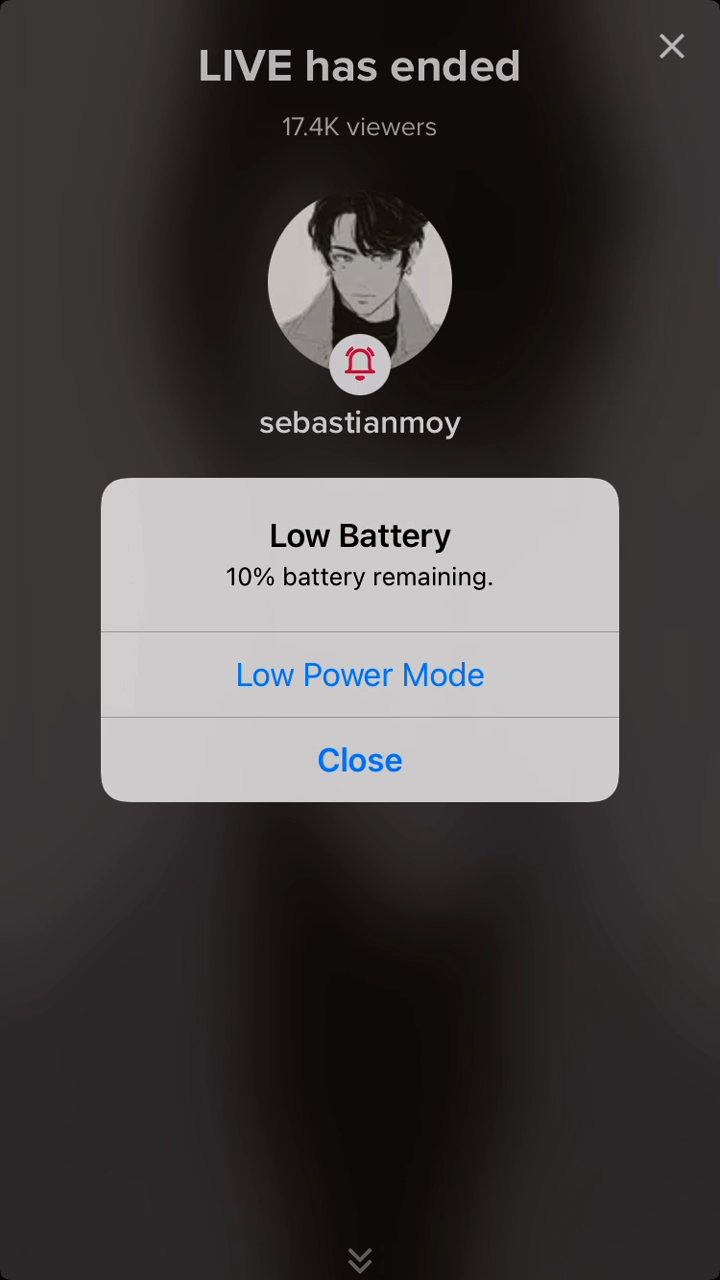 LIVE has ended
17.4K viewers
sebastianmoy
Low Battery
10% battery remaining.
Low Power Mode
Close